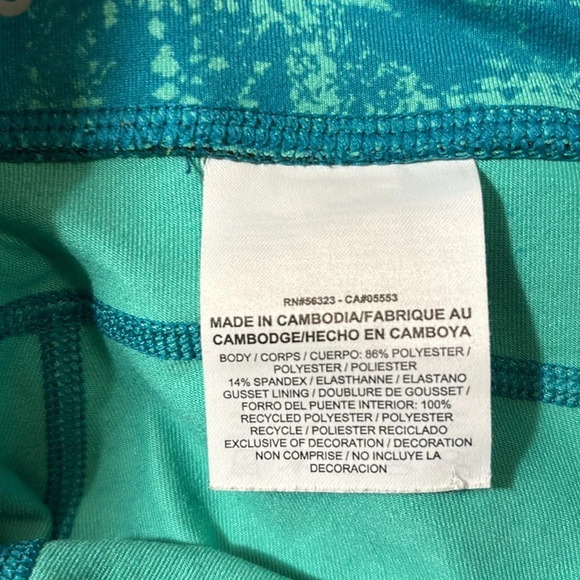 RN#56323 - CA#05553
MADE IN CAMBODIA/FABRIQUE AU
CAMBODGE/HECHO EN CAMBOYA
BODY / CORPS / CUERPO: 86% POLYESTER /
POLYESTER / POLIESTER
14% SPANDEX / ELASTHANNE / ELASTANO
GUSSET LINING / DOUBLURE DE GOUSSET /
FORRO DEL PUENTE INTERIOR: 100%
RECYCLED POLYESTER / POLYESTER
RECYCLE / POLIESTER RECICLADO
EXCLUSIVE OF DECORATION / DECORATION
NON COMPRISE / NO INCLUYE LA
DECORACIÓN